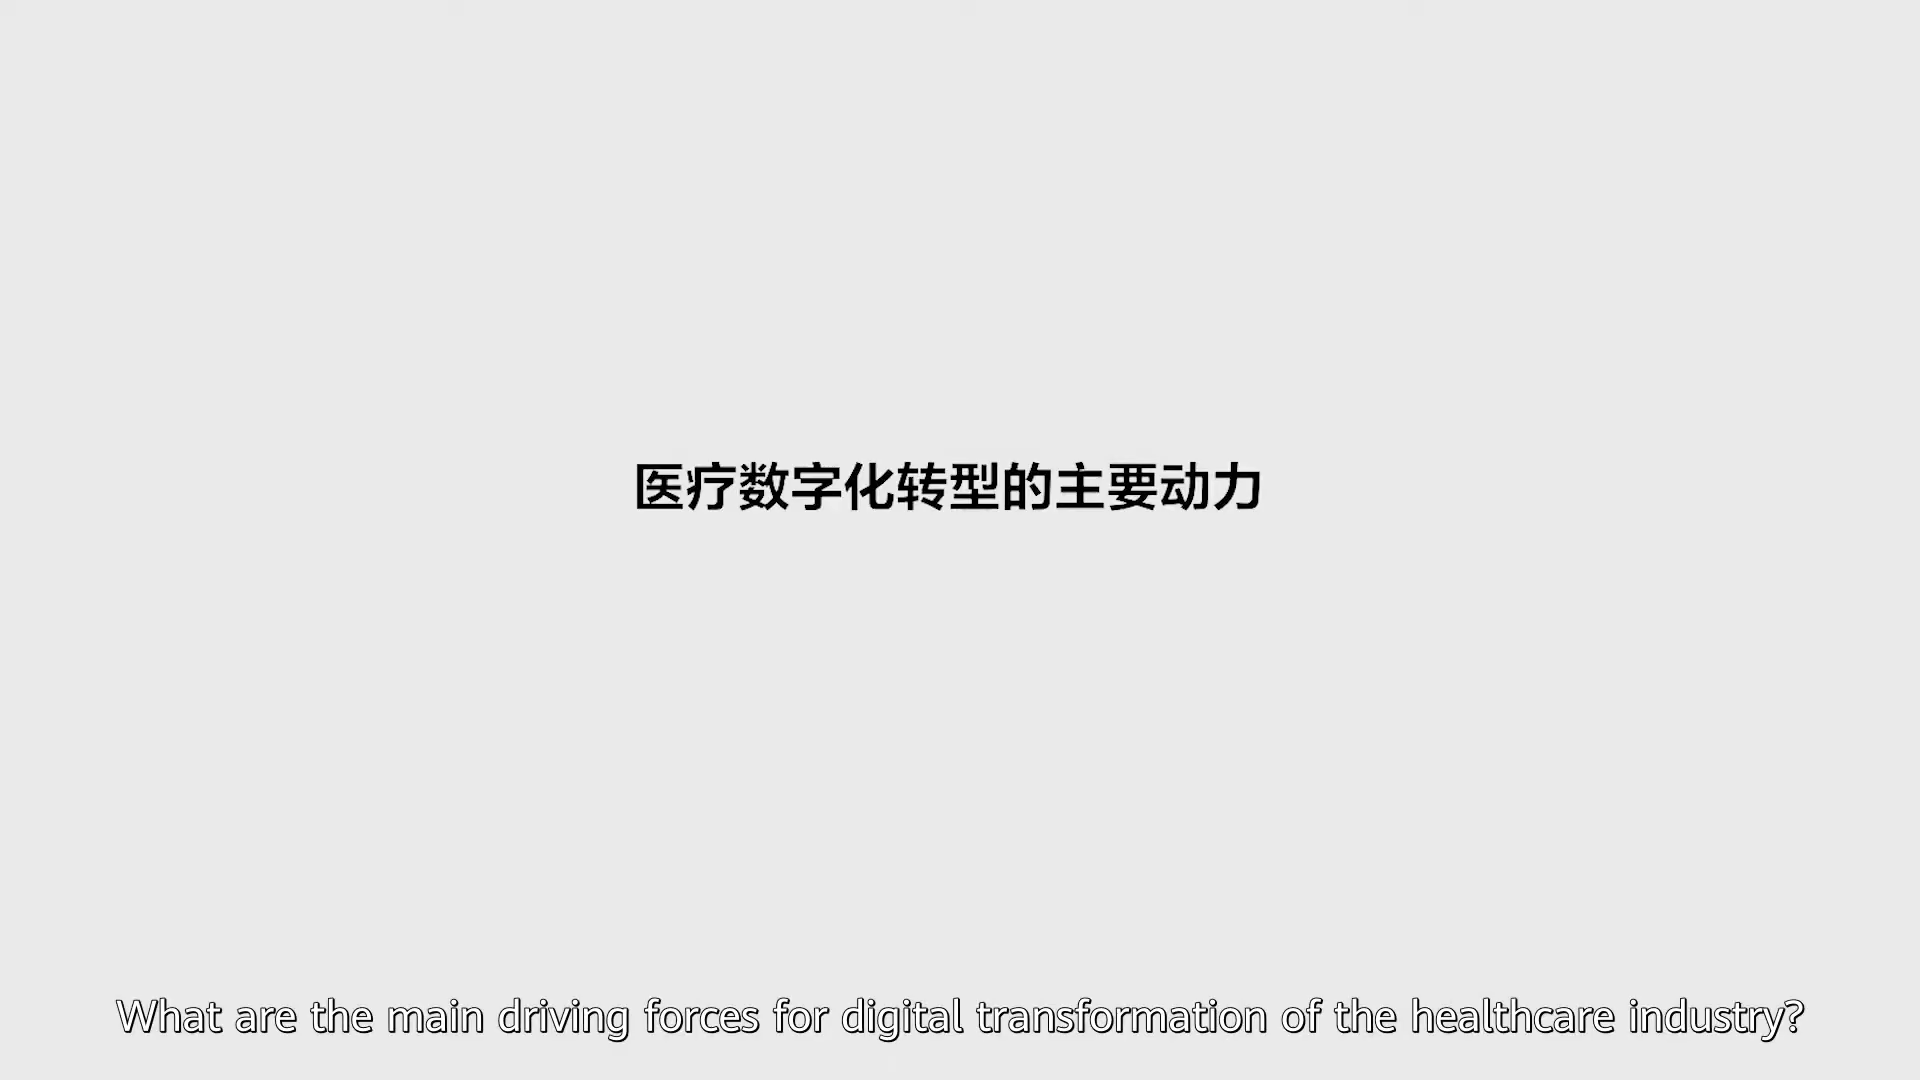 医疗数字化转型的主要动力
What are the main driving forces for digital transformation of the healthcare industry?